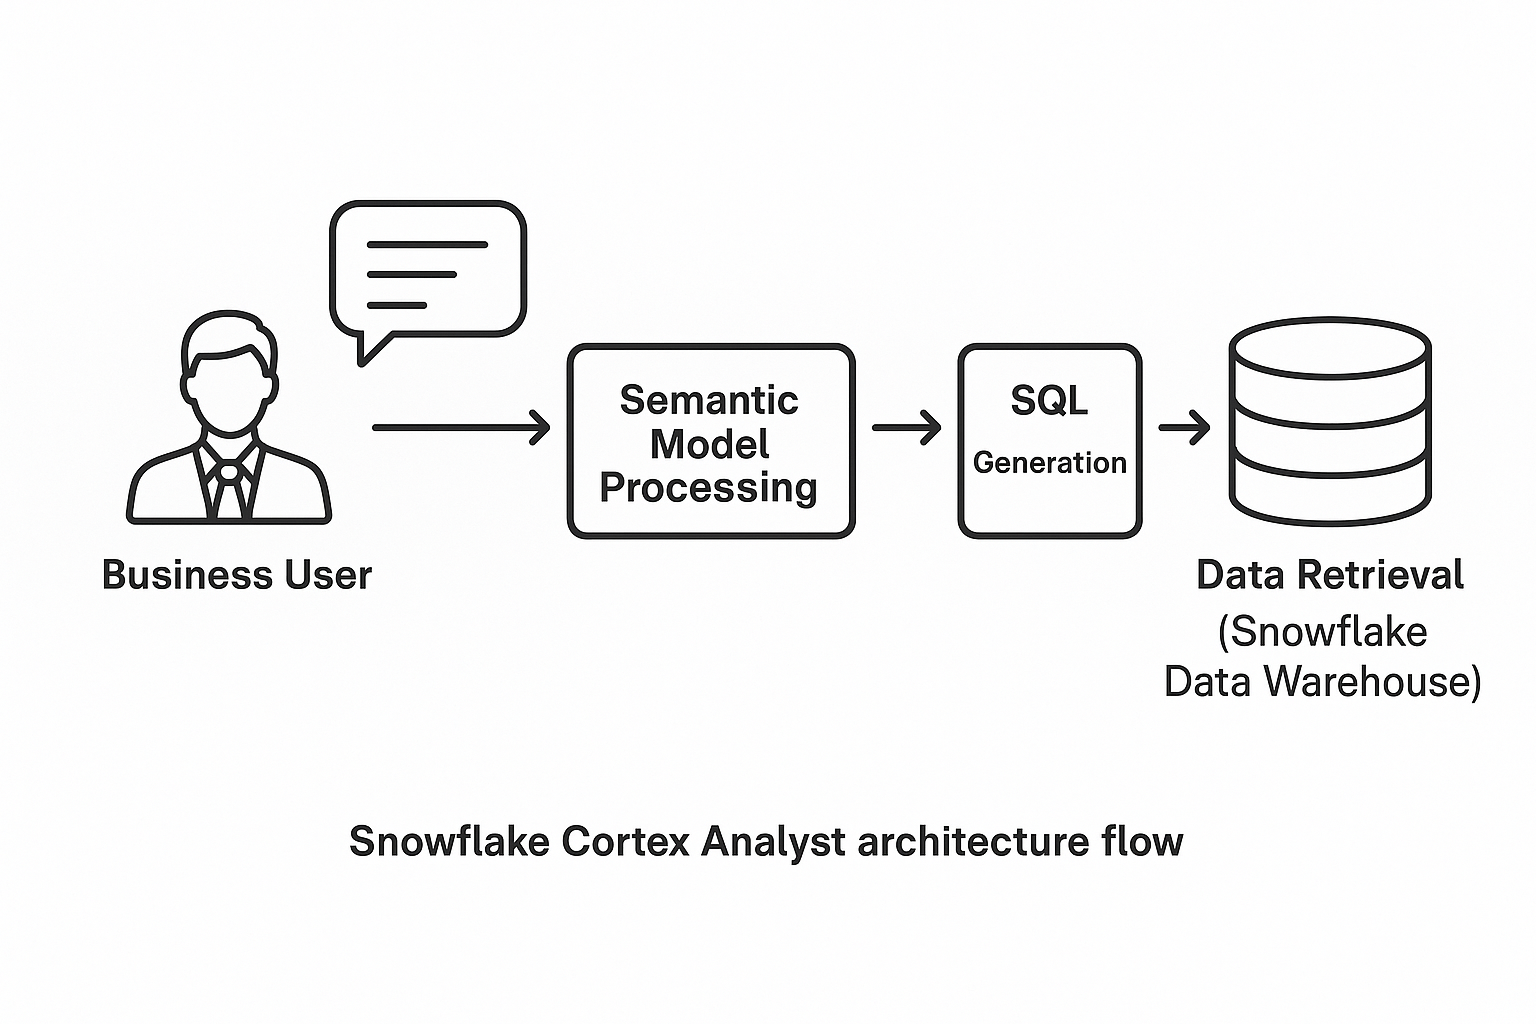 Semantic
Model
Processing
SQL
Generation
Business User
Data Retrieval
(Snowflake
Data Warehouse)
Snowflake Cortex Analyst architecture flow